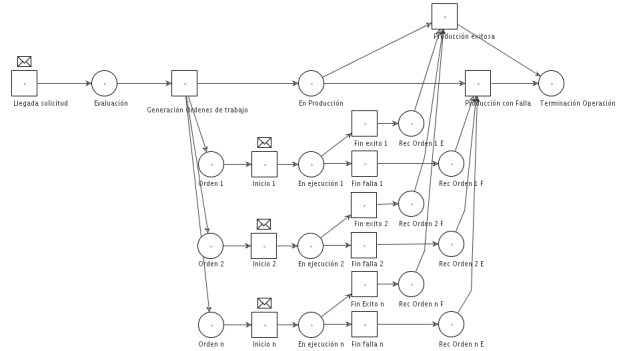 Producción exitosa
Llegada solicitud
Evaluación
Generación Ordenes de trabajo
En Producción
Producción con Falla
Terminación Operación
Fin exito 1
Rec Orden 1 E
Orden 1
Inicio 1
En ejecución 1
Fin falla 1
Rec Orden 1 F
Fin exito 2
Rec Orden 2 F
Orden 2
Inicio 2
En ejecución 2
Fin falla 2
Rec Orden 2 E
Fin Exito n
Rec Orden n F
Orden n
Inicio n
En ejecución n
Fin falla n
Rec Orden n E